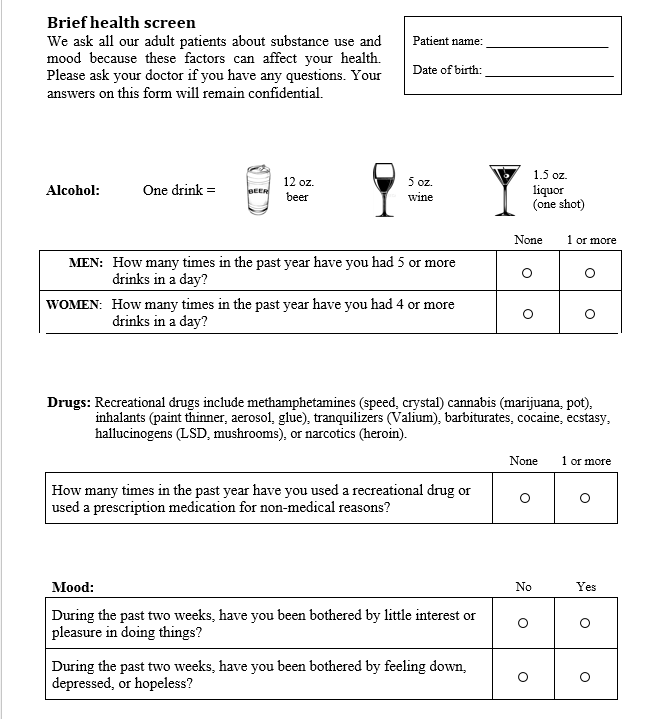 Brief health screen
We ask all our adult patients about substance use and
mood because these factors can affect your health.
Please ask your doctor if you have any questions. Your
answers on this form will remain confidential.
Patient name:
Date of birth:
Alcohol: One drink =
BEER
12 oz.
beer
5 oz.
wine
1.5 oz.
liquor
(one shot)
None 1 or more
MEN: How many times in the past year have you had 5 or more
drinks in a day?
WOMEN: How many times in the past year have you had 4 or more
drinks in a day?
Drugs: Recreational drugs include methamphetamines (speed, crystal) cannabis (marijuana, pot),
inhalants (paint thinner, aerosol, glue), tranquilizers (Valium), barbiturates, cocaine, ecstasy,
hallucinogens (LSD, mushrooms), or narcotics (heroin).
None 1 or more
How many times in the past year have you used a recreational drug or
used a prescription medication for non-medical reasons?
Mood: No Yes
During the past two weeks, have you been bothered by little interest or
pleasure in doing things?
During the past two weeks, have you been bothered by feeling down,
depressed, or hopeless?